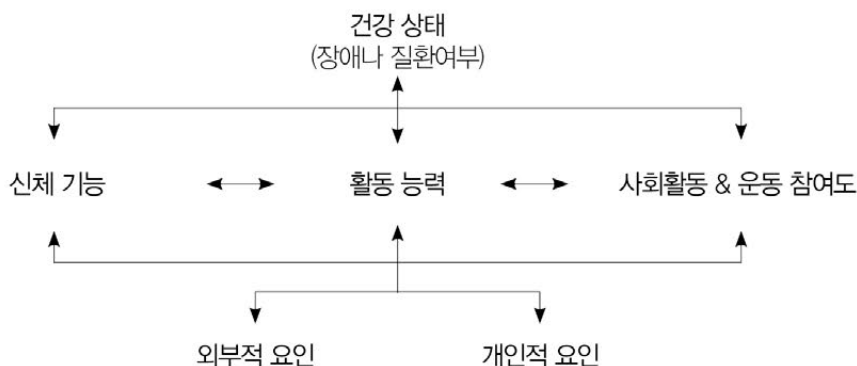 건강 상태
(장애나 질환여부)
신체 기능
활동 능력
사회활동 & 운동 참여도
외부적 요인
개인적 요인